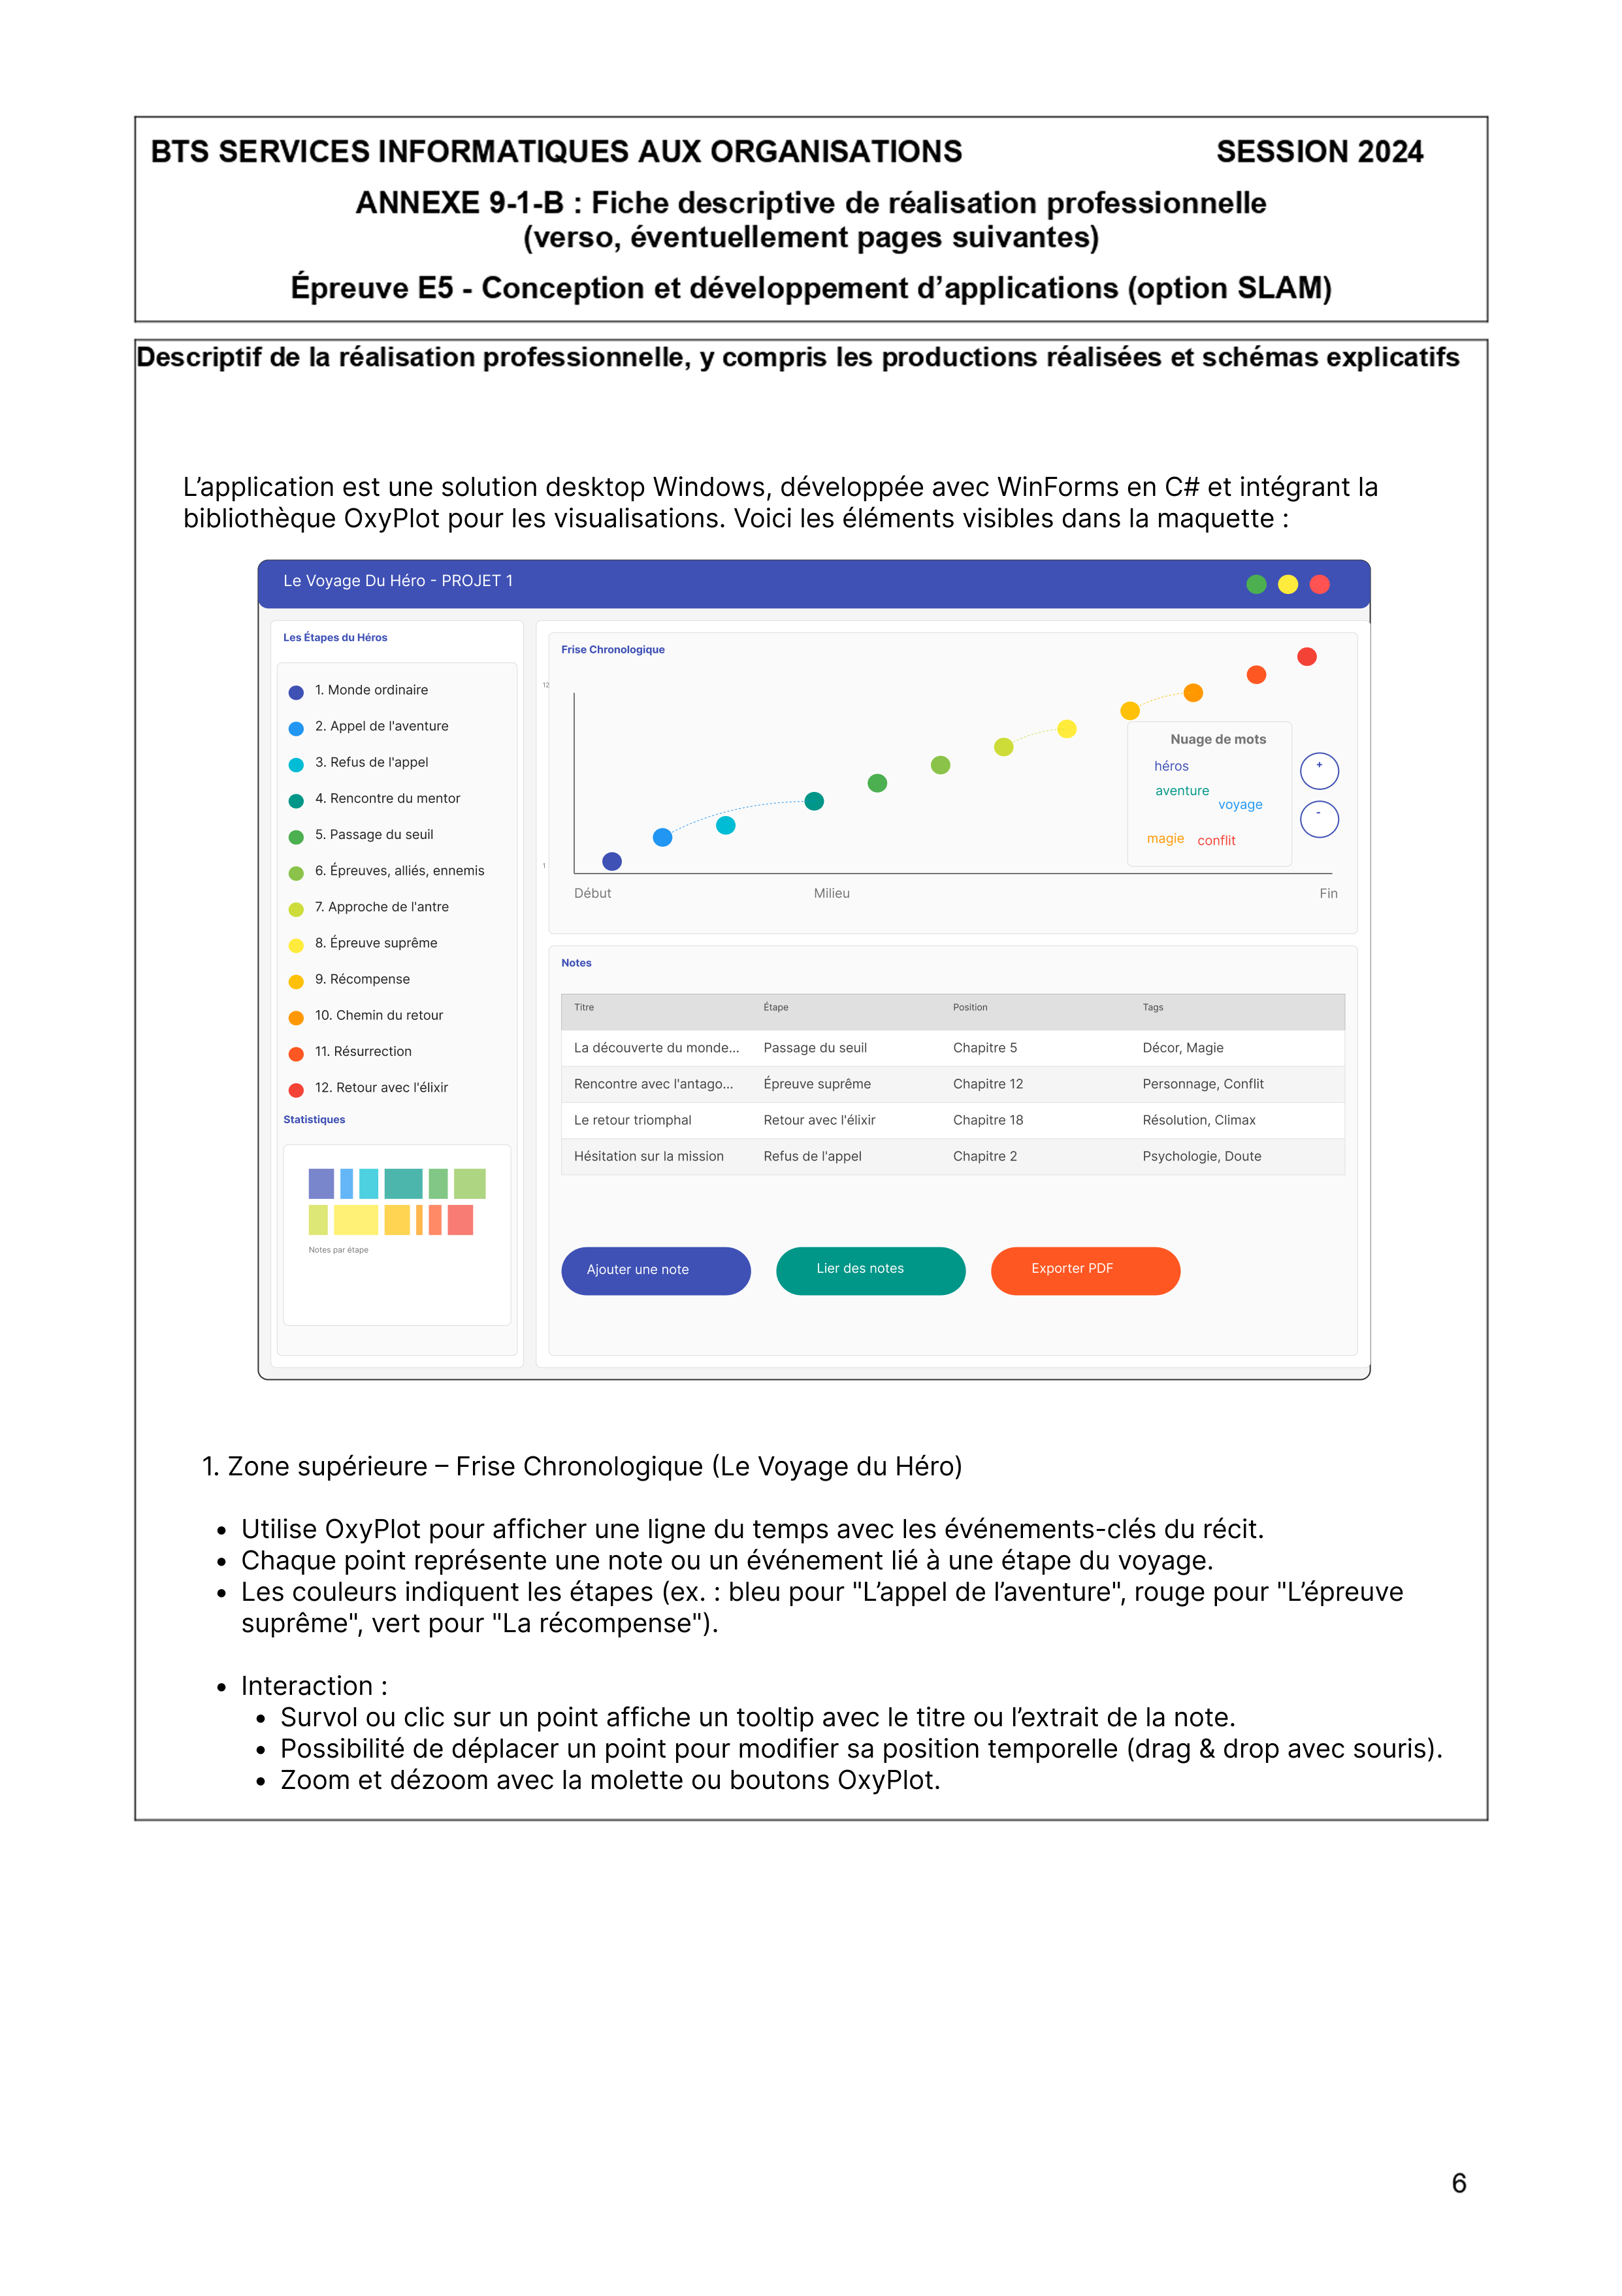 BTS SERVICES INFORMATIQUES AUX ORGANISATIONS SESSION 2024
ANNEXE 9-1-B : Fiche descriptive de réalisation professionnelle
(verso, éventuellement pages suivantes)
Épreuve E5 - Conception et développement d’applications (option SLAM)
Descriptif de la réalisation professionnelle, y compris les productions réalisées et schémas explicatifs
L’application est une solution desktop Windows, développée avec WinForms en C# et intégrant la
bibliothèque OxyPlot pour les visualisations. Voici les éléments visibles dans la maquette :
Le Voyage Du Héro - PROJET 1
Les Étapes du Héros
1. Monde ordinaire
2. Appel de l'aventure
3. Refus de l'appel
4. Rencontre du mentor
5. Passage du seuil
6. Épreuves, alliés, ennemis
7. Approche de l'antre
8. Épreuve suprême
9. Récompense
10. Chemin du retour
11. Résurrection
12. Retour avec l'élixir
Statistiques
Notes par étape
Frise Chronologique
12
1
Début Milieu Fin
Nuage de mots
héros
aventure
voyage
magie conflit
+
-
Notes
Titre Étape Position Tags
La découverte du monde... Passage du seuil Chapitre 5 Décor, Magie
Rencontre avec l'antago... Épreuve suprême Chapitre 12 Personnage, Conflit
Le retour triomphal Retour avec l'élixir Chapitre 18 Résolution, Climax
Hésitation sur la mission Refus de l'appel Chapitre 2 Psychologie, Doute
Ajouter une note Lier des notes Exporter PDF
1. Zone supérieure – Frise Chronologique (Le Voyage du Héro)
• Utilise OxyPlot pour afficher une ligne du temps avec les événements-clés du récit.
• Chaque point représente une note ou un événement lié à une étape du voyage.
• Les couleurs indiquent les étapes (ex. : bleu pour "L’appel de l’aventure", rouge pour "L’épreuve
suprême", vert pour "La récompense").
• Interaction :
• Survol ou clic sur un point affiche un tooltip avec le titre ou l’extrait de la note.
• Possibilité de déplacer un point pour modifier sa position temporelle (drag & drop avec souris).
• Zoom et dézoom avec la molette ou boutons OxyPlot.
6